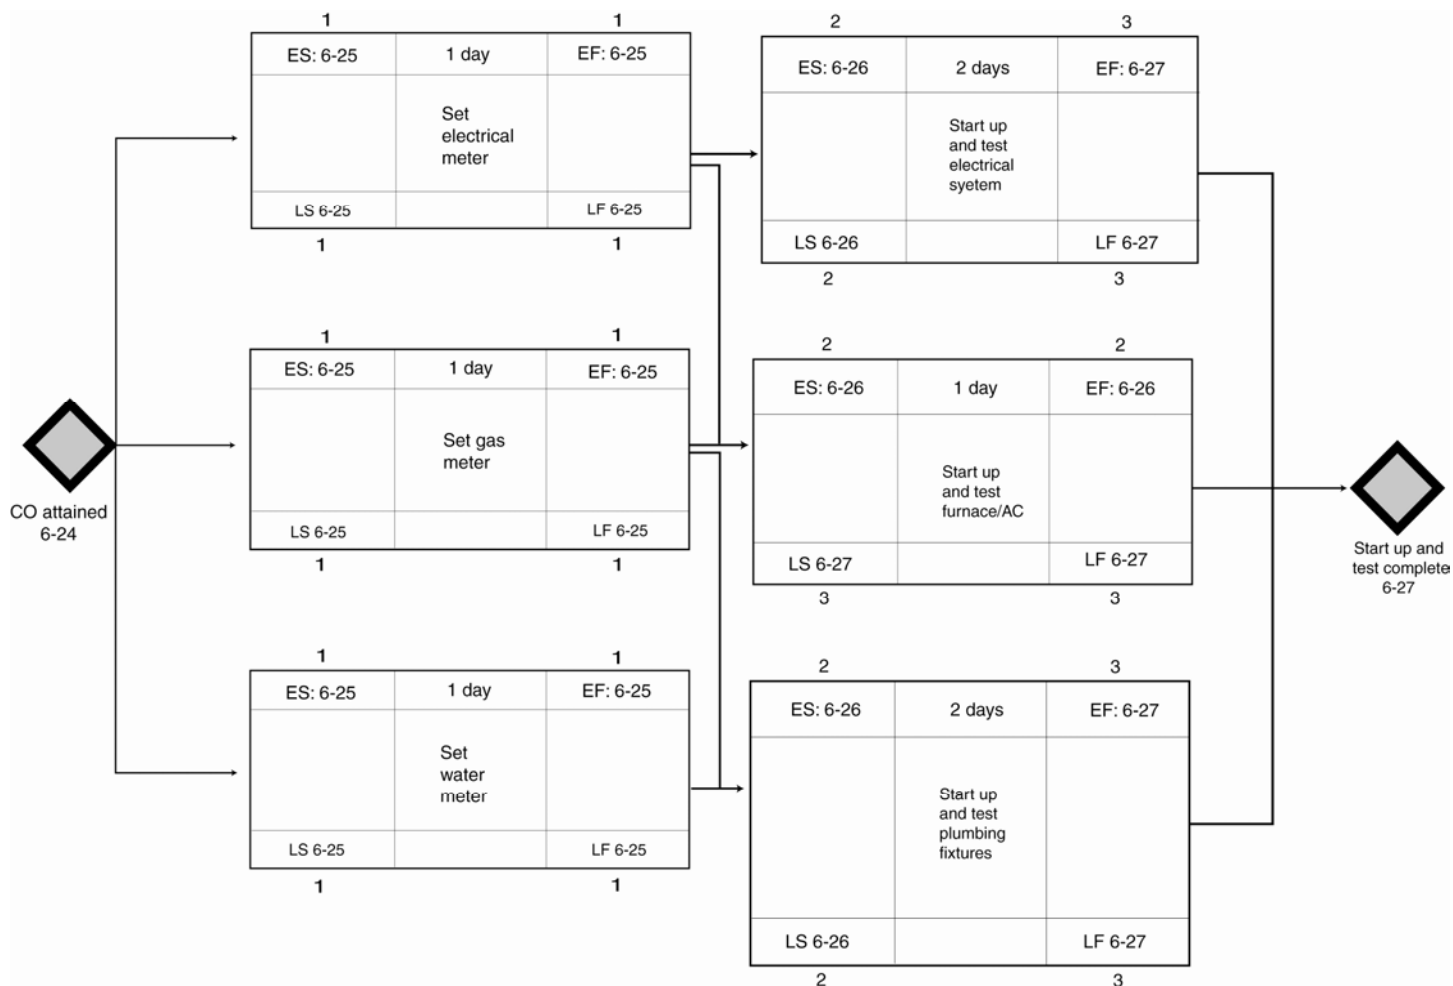 1
1
ES: 6-25
1 day
EF: 6-25
Set
electrical
meter
LS 6-25
LF 6-25
1
1
2
3
ES: 6-26
2 days
EF: 6-27
Start up
and test
electrical
syetem
LS 6-26
LF 6-27
2
3
1
1
ES: 6-25
1 day
EF: 6-25
Set gas
meter
LS 6-25
LF 6-25
1
1
2
2
ES: 6-26
1 day
EF: 6-26
Start up
and test
furnace/AC
LS 6-27
LF 6-27
3
3
CO attained
6-24
Start up and
test complete
6-27
1
1
ES: 6-25
1 day
EF: 6-25
Set
water
meter
LS 6-25
LF 6-25
1
1
2
3
ES: 6-26
2 days
EF: 6-27
Start up
and test
plumbing
fixtures
LS 6-26
LF 6-27
2
3